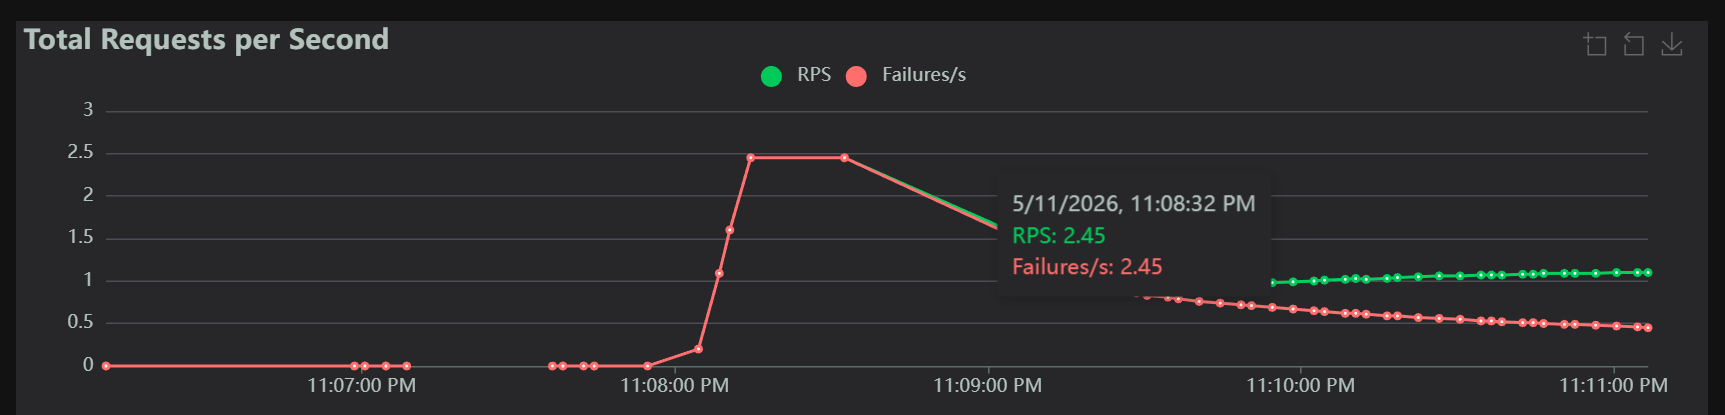 Total Requests per Second
RPS Failures/s
3
2.5
2
1.5
1
0.5
0
5/11/2026, 11:08:32 PM
RPS: 2.45
Failures/s: 2.45
11:07:00 PM 11:08:00 PM 11:09:00 PM 11:10:00 PM 11:11:00 PM